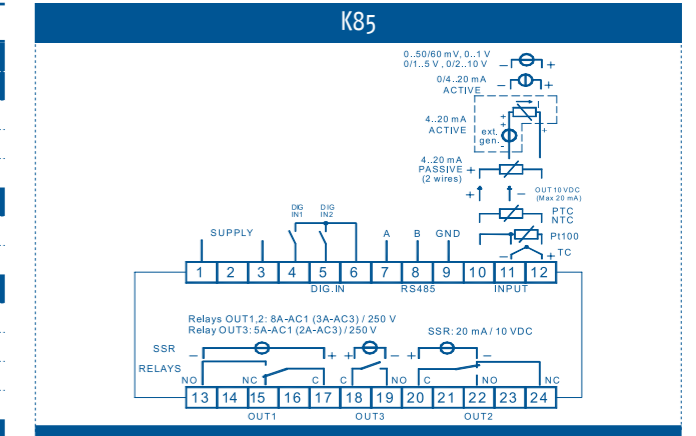 K85
0..50/60 mV, 0..1 V
0/1..5 V , 0/2..10 V
− +
0/4..20 mA
ACTIVE
− +
4..20 mA
ACTIVE
ext.
gen.
+
+
-
I
+
4..20 mA
PASSIVE
(2 wires)
+ −
+ −
OUT 10 VDC
(Max 20 mA)
PTC
NTC
Pt100
− + TC
SUPPLY
DIG
IN1
DIG
IN2
A B GND
1 2 3 4 5 6 7 8 9 10 11 12
DIG.IN RS485 INPUT
Relays OUT1,2: 8A-AC1 (3A-AC3) / 250 V
Relay OUT3: 5A-AC1 (2A-AC3) / 250 V
SSR: 20 mA / 10 VDC
SSR − + + − + −
RELAYS
NO NC C C NO C NO NC
13 14 15 16 17 18 19 20 21 22 23 24
OUT1 OUT3 OUT2